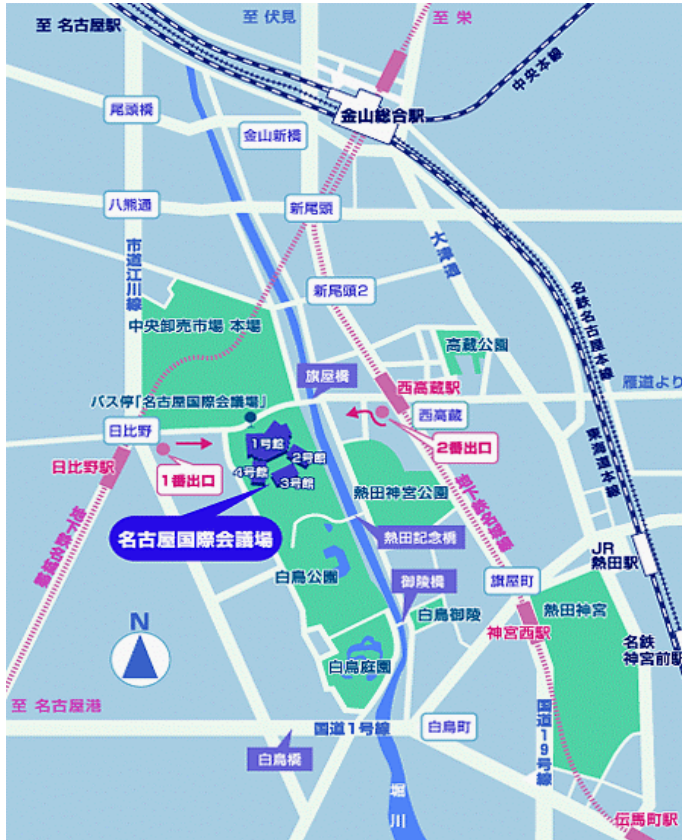 至 名古屋駅
至 伏見
至 栄
中央本線
尾頭橋
金山総合駅
金山新橋
八熊通
新尾頭
市道江川線
大津通
名鉄名古屋本線
新尾頭2
中央卸売市場 本場
高蔵公園
旗屋橋
西高蔵駅
雁道より
バス停「名古屋国際会議場」
西高蔵
日比野
1号館
2号館
2番出口
東海道本線
日比野駅
1番出口
4号館
3号館
熱田神宮公園
地下鉄名城線
地下鉄名港線
名古屋国際会議場
熱田記念橋
JR
熱田駅
白鳥公園
御陵橋
旗屋町
熱田神宮
N
白鳥御陵
神宮西駅
名鉄
神宮前駅
白鳥庭園
至 名古屋港
国道1号線
白鳥町
国道19号線
白鳥橋
堀川
伝馬町駅